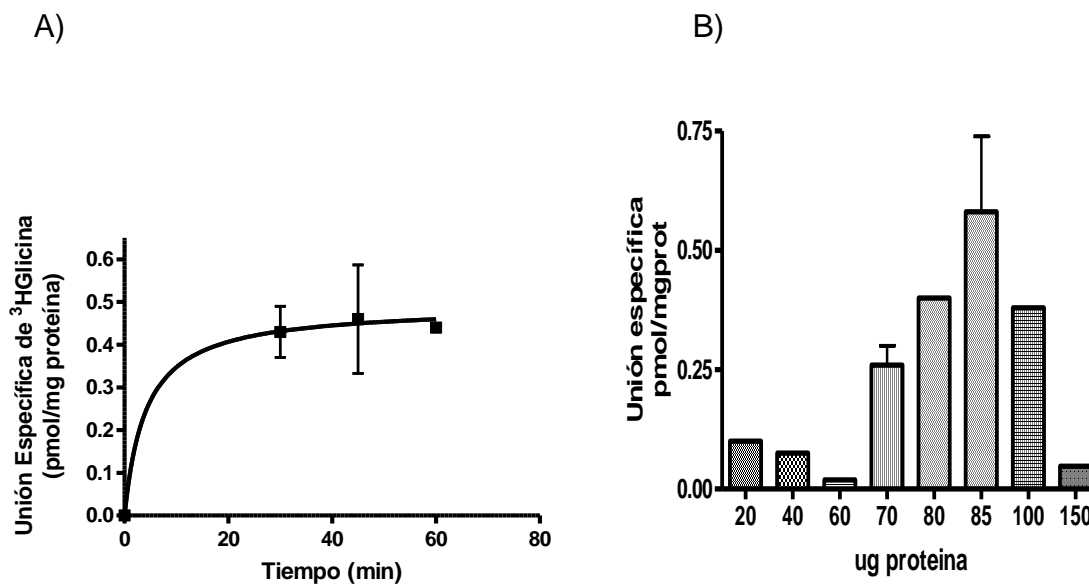 A)
Unión Específica de ³HGlicina
(pmol/mg proteína)
0.6
0.5
0.4
0.3
0.2
0.1
0.0
0 20 40 60 80
Tiempo (min)
B)
Unión específica
pmol/mgprot
0.75
0.50
0.25
0.00
20 40 60 70 80 85 100 150
ug proteina